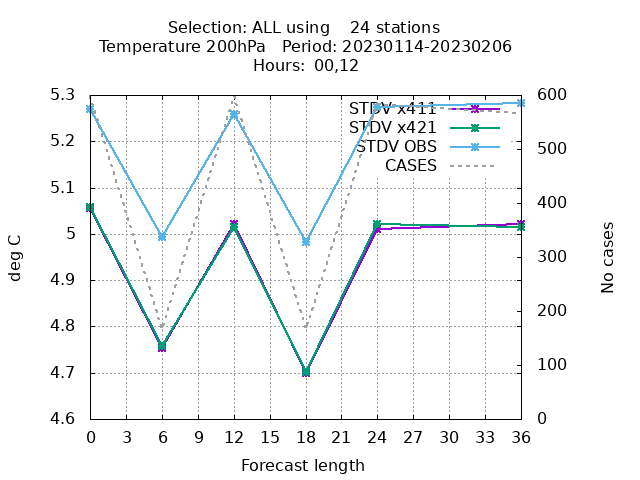 Selection: ALL using    24 stations
Temperature 200hPa   Period: 20230114-20230206
Hours:  00,12
5.3
5.2
5.1
5
4.9
4.8
4.7
4.6
deg C
600
500
400
300
200
100
0
No cases
STDV x411
STDV x421
STDV OBS
CASES
0 3 6 9 12 15 18 21 24 27 30 33 36
Forecast length